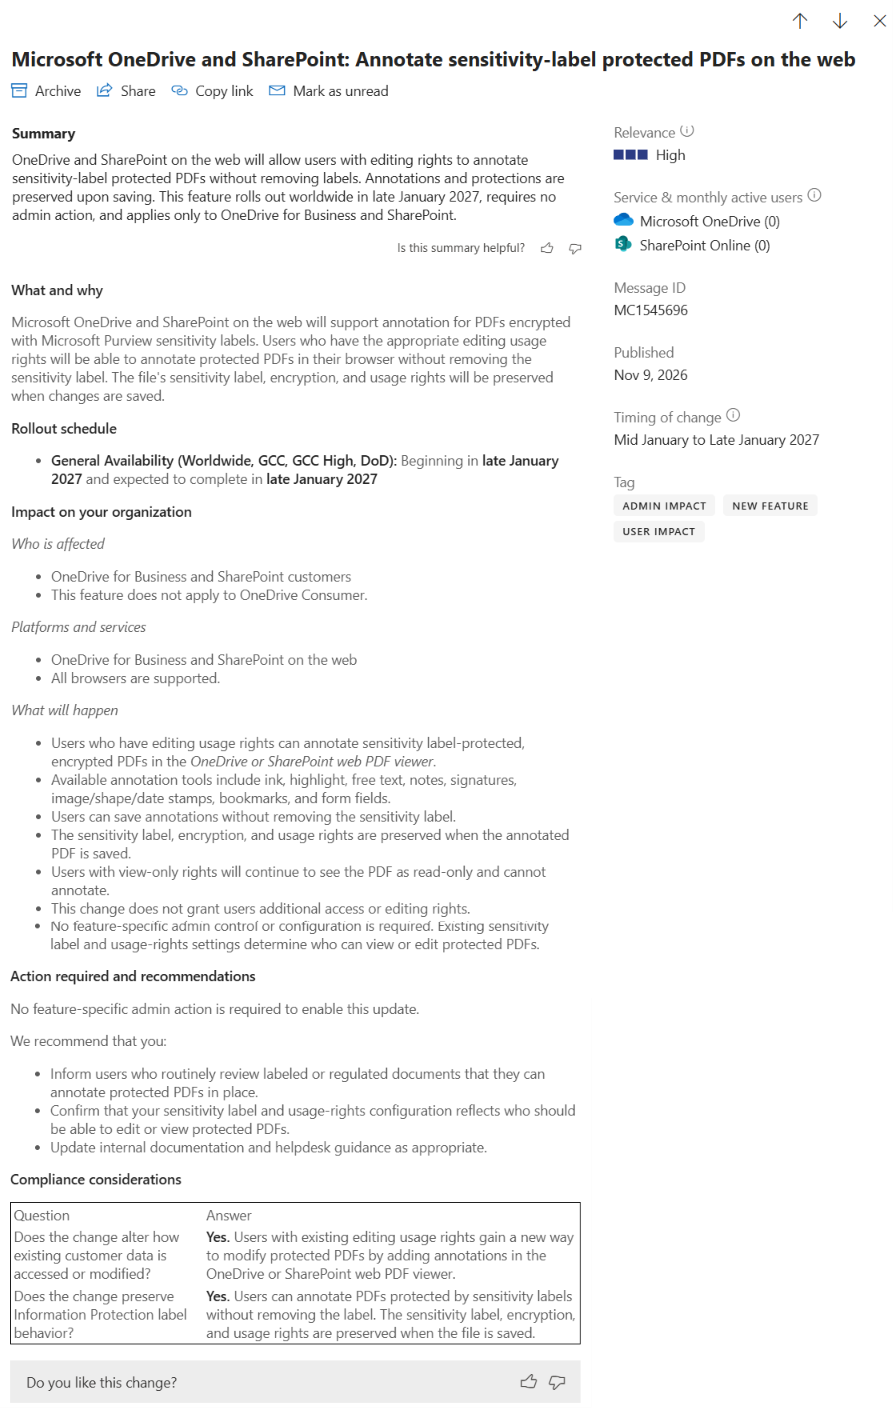 Microsoft OneDrive and SharePoint: Annotate sensitivity-label protected PDFs on the web
Archive Share Copy link Mark as unread
Summary
OneDrive and SharePoint on the web will allow users with editing rights to annotate
sensitivity-label protected PDFs without removing labels. Annotations and protections are
preserved upon saving. This feature rolls out worldwide in late January 2027, requires no
admin action, and applies only to OneDrive for Business and SharePoint.
Is this summary helpful?
What and why
Microsoft OneDrive and SharePoint on the web will support annotation for PDFs encrypted
with Microsoft Purview sensitivity labels. Users who have the appropriate editing usage
rights will be able to annotate protected PDFs in their browser without removing the
sensitivity label. The file's sensitivity label, encryption, and usage rights will be preserved
when changes are saved.
Rollout schedule
• General Availability (Worldwide, GCC, GCC High, DoD): Beginning in late January
2027 and expected to complete in late January 2027
Impact on your organization
Who is affected
• OneDrive for Business and SharePoint customers
• This feature does not apply to OneDrive Consumer.
Platforms and services
• OneDrive for Business and SharePoint on the web
• All browsers are supported.
What will happen
• Users who have editing usage rights can annotate sensitivity label-protected,
encrypted PDFs in the OneDrive or SharePoint web PDF viewer.
• Available annotation tools include ink, highlight, free text, notes, signatures,
image/shape/date stamps, bookmarks, and form fields.
• Users can save annotations without removing the sensitivity label.
• The sensitivity label, encryption, and usage rights are preserved when the annotated
PDF is saved.
• Users with view-only rights will continue to see the PDF as read-only and cannot
annotate.
• This change does not grant users additional access or editing rights.
• No feature-specific admin control or configuration is required. Existing sensitivity
label and usage-rights settings determine who can view or edit protected PDFs.
Action required and recommendations
No feature-specific admin action is required to enable this update.
We recommend that you:
• Inform users who routinely review labeled or regulated documents that they can
annotate protected PDFs in place.
• Confirm that your sensitivity label and usage-rights configuration reflects who should
be able to edit or view protected PDFs.
• Update internal documentation and helpdesk guidance as appropriate.
Compliance considerations
Question Answer
Does the change alter how
existing customer data is
accessed or modified?
Yes. Users with existing editing usage rights gain a new way
to modify protected PDFs by adding annotations in the
OneDrive or SharePoint web PDF viewer.
Does the change preserve
Information Protection label
behavior?
Yes. Users can annotate PDFs protected by sensitivity labels
without removing the label. The sensitivity label, encryption,
and usage rights are preserved when the file is saved.
Do you like this change?
Relevance
High
Service & monthly active users
Microsoft OneDrive (0)
SharePoint Online (0)
Message ID
MC1545696
Published
Nov 9, 2026
Timing of change
Mid January to Late January 2027
Tag
ADMIN IMPACT NEW FEATURE
USER IMPACT